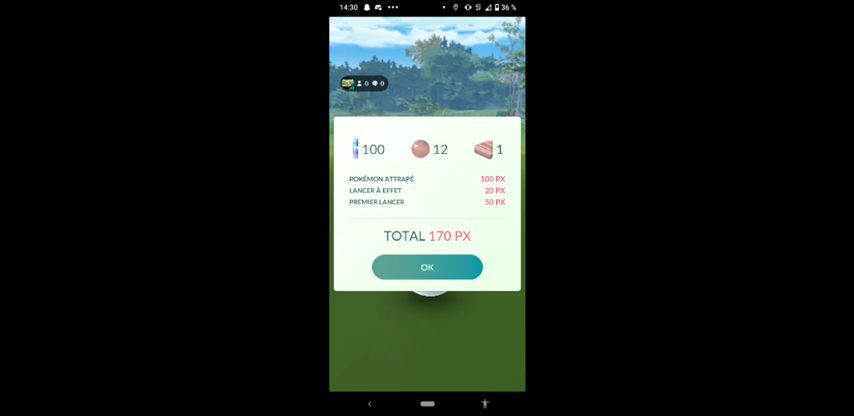 14:30 36 %
0 0
100 12 1
POKÉMON ATTRAPÉ 100 PX
LANCER À EFFET 20 PX
PREMIER LANCER 50 PX
TOTAL 170 PX
OK